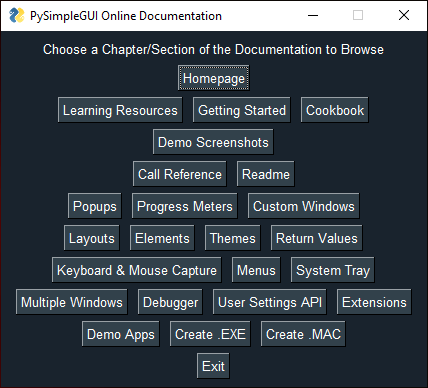 PySimpleGUI Online Documentation
Choose a Chapter/Section of the Documentation to Browse
Homepage
Learning Resources Getting Started Cookbook
Demo Screenshots
Call Reference Readme
Popups Progress Meters Custom Windows
Layouts Elements Themes Return Values
Keyboard & Mouse Capture Menus System Tray
Multiple Windows Debugger User Settings API Extensions
Demo Apps Create .EXE Create .MAC
Exit